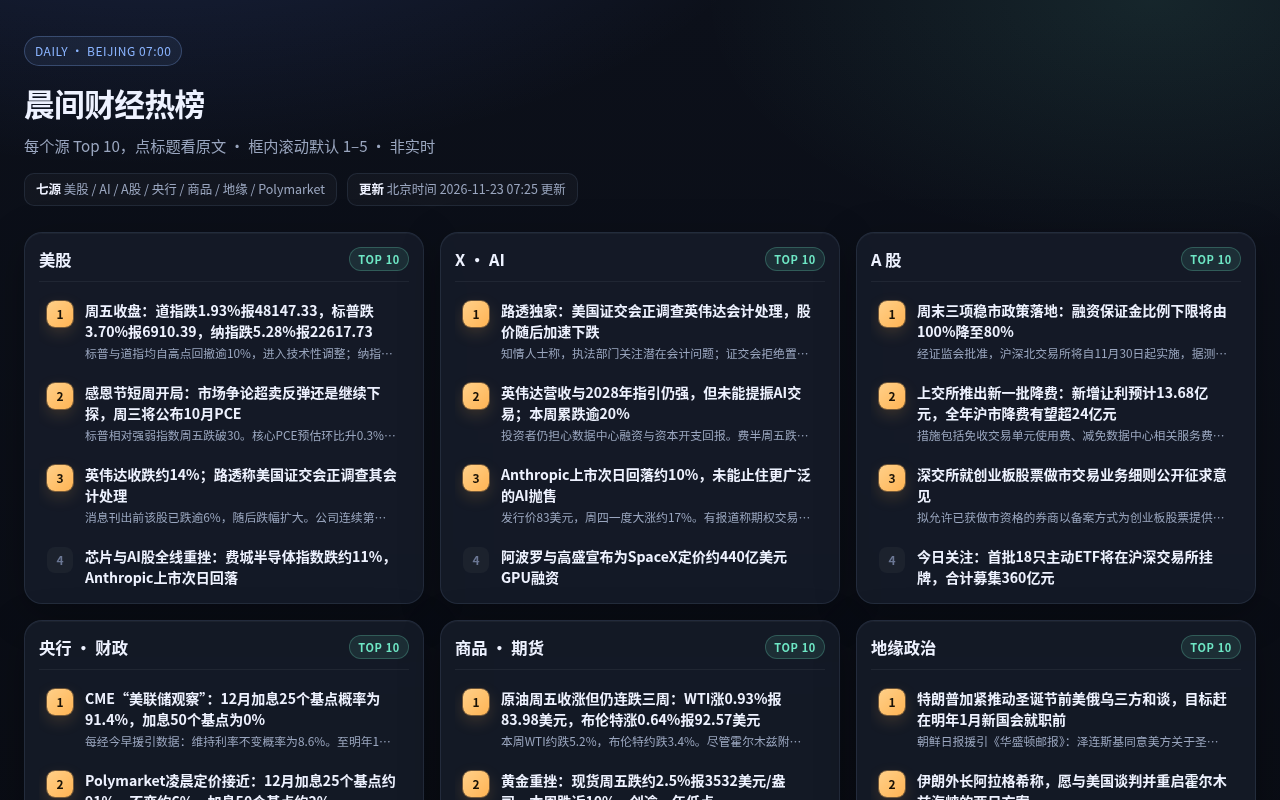 DAILY · BEIJING 07:00
晨间财经热榜
每个源 Top 10，点标题看原文 · 框内滚动默认 1–5 · 非实时
七源 美股 / AI / A股 / 央行 / 商品 / 地缘 / Polymarket
更新 北京时间 2026-11-23 07:25 更新
美股
TOP 10
1
周五收盘：道指跌1.93%报48147.33，标普跌
3.70%报6910.39，纳指跌5.28%报22617.73
标普与道指均自高点回撤逾10%，进入技术性调整；纳指…
2
感恩节短周开局：市场争论超卖反弹还是继续下
探，周三将公布10月PCE
标普相对强弱指数周五跌破30。核心PCE预估环比升0.3%…
3
英伟达收跌约14%；路透称美国证交会正调查其会
计处理
消息刊出前该股已跌逾6%，随后跌幅扩大。公司连续第…
4
芯片与AI股全线重挫：费城半导体指数跌约11%，
Anthropic上市次日回落
X · AI
TOP 10
1
路透独家：美国证交会正调查英伟达会计处理，股
价随后加速下跌
知情人士称，执法部门关注潜在会计问题；证交会拒绝置…
2
英伟达营收与2028年指引仍强，但未能提振AI交
易；本周累跌逾20%
投资者仍担心数据中心融资与资本开支回报。费半周五跌…
3
Anthropic上市次日回落约10%，未能止住更广泛
的AI抛售
发行价83美元，周四一度大涨约17%。有报道称期权交易…
4
阿波罗与高盛宣布为SpaceX定价约440亿美元
GPU融资
A 股
TOP 10
1
周末三项稳市政策落地：融资保证金比例下限将由
100%降至80%
经证监会批准，沪深北交易所将自11月30日起实施，据测…
2
上交所推出新一批降费：新增让利预计13.68亿
元，全年沪市降费有望超24亿元
措施包括免收交易单元使用费、减免数据中心相关服务费…
3
深交所就创业板股票做市交易业务细则公开征求意
见
拟允许已获做市资格的券商以备案方式为创业板股票提供…
4
今日关注：首批18只主动ETF将在沪深交易所挂
牌，合计募集360亿元
央行 · 财政
TOP 10
1
CME“美联储观察”：12月加息25个基点概率为
91.4%，加息50个基点为0%
每经今早援引数据：维持利率不变概率为8.6%。至明年1…
2
Polymarket凌晨定价接近：12月加息25个基点约
91%，不变约6%，加息50个基点约2%
商品 · 期货
TOP 10
1
原油周五收涨但仍连跌三周：WTI涨0.93%报
83.98美元，布伦特涨0.64%报92.57美元
本周WTI约跌5.2%，布伦特约跌3.4%。尽管霍尔木兹附…
2
黄金重挫：现货周五跌约2.5%报3532美元/盎
司，本周跌近10%，创逾一年低点
地缘政治
TOP 10
1
特朗普加紧推动圣诞节前美俄乌三方和谈，目标赶
在明年1月新国会就职前
朝鲜日报援引《华盛顿邮报》：泽连斯基同意美方关于圣…
2
伊朗外长阿拉格希称，愿与美国谈判并重启霍尔木